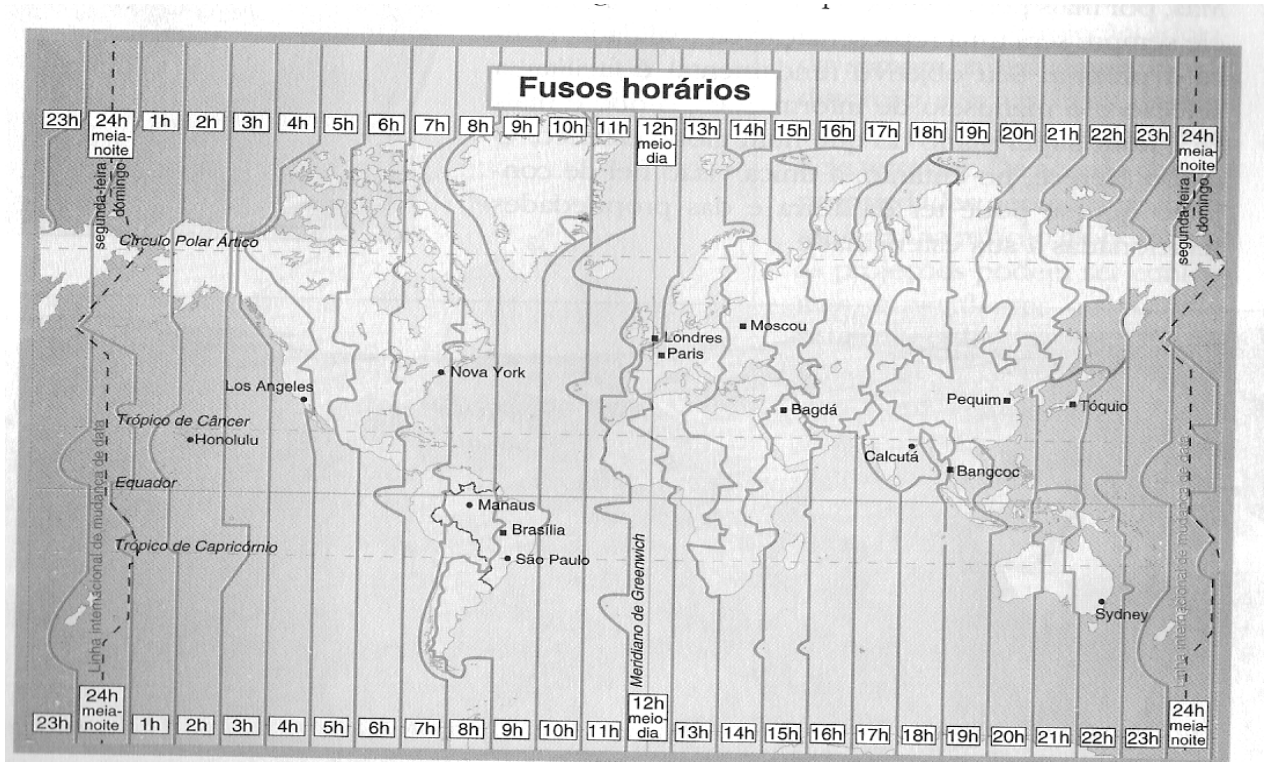 Fusos horários
23h
24h
meia-
noite
1h
2h
3h
4h
5h
6h
7h
8h
9h
10h
11h
12h
meio-
dia
13h
14h
15h
16h
17h
18h
19h
20h
21h
22h
23h
24h
meia-
noite
segunda-feira
domingo
segunda-feira
domingo
Círculo Polar Ártico
Moscou
Londres
Paris
Nova York
Los Angeles
Bagdá
Pequim
Tóquio
Trópico de Câncer
Honolulu
Calcutá
Bangcoc
Equador
Manaus
Brasília
Trópico de Capricórnio
São Paulo
Sydney
Linha internacional de mudança de data
Meridiano de Greenwich
Linha internacional de mudança de data
23h
24h
meia-
noite
1h
2h
3h
4h
5h
6h
7h
8h
9h
10h
11h
12h
meio-
dia
13h
14h
15h
16h
17h
18h
19h
20h
21h
22h
23h
24h
meia-
noite